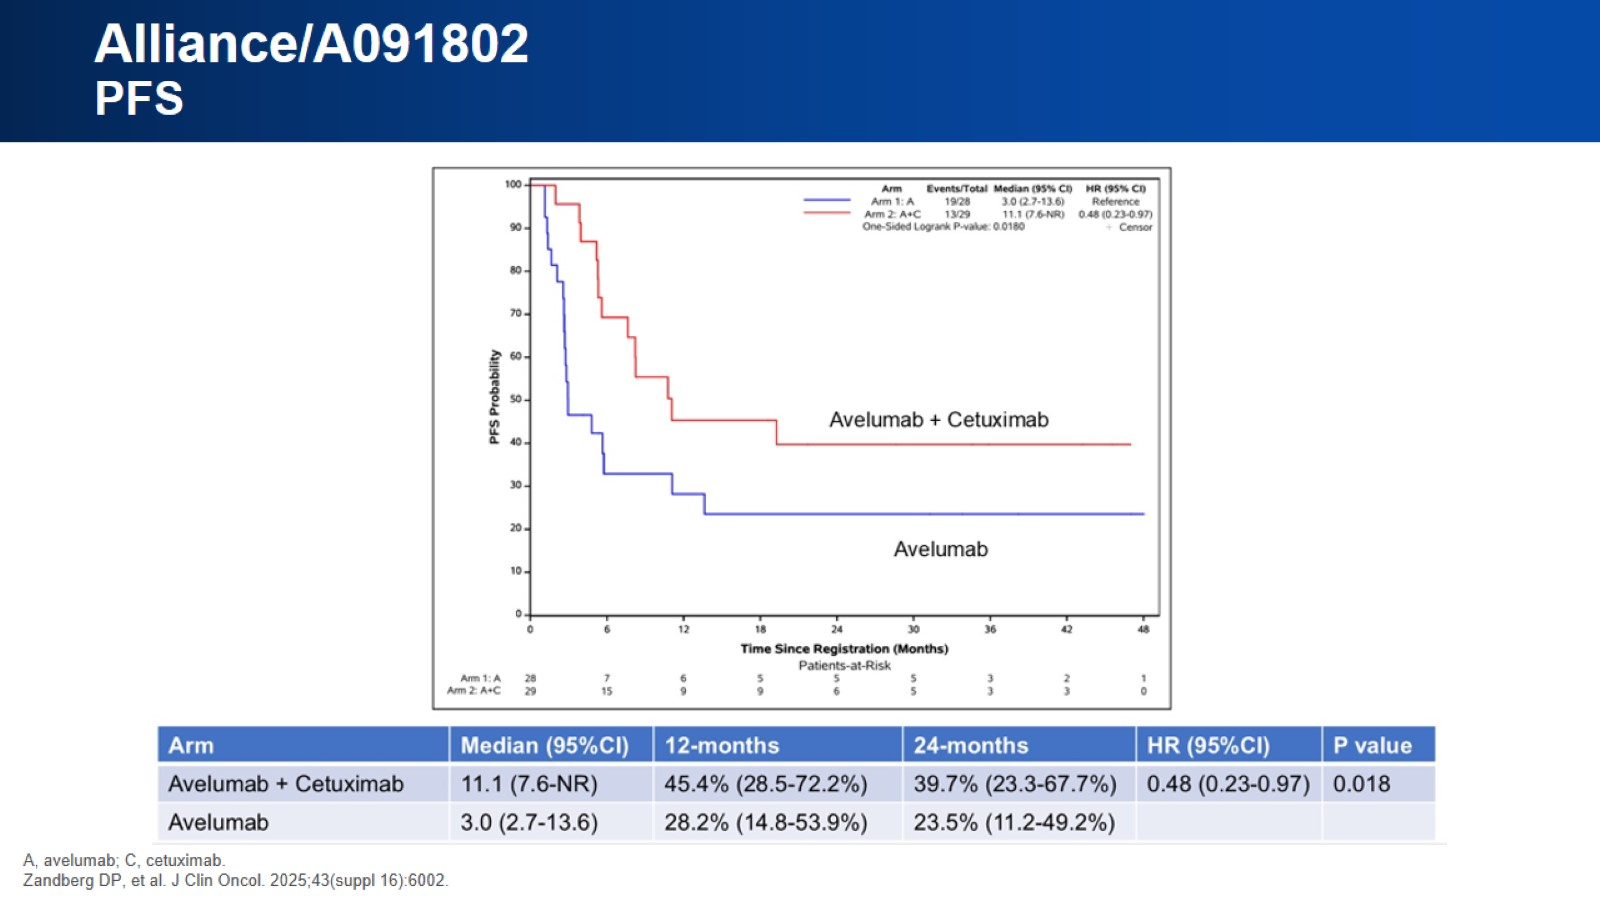 Alliance/A091802
PFS
Arm Events/Total Median (95% CI) HR (95% CI)
Arm 1: A 19/28 3.0 (2.7-13.6) Reference
Arm 2: A+C 13/29 11.1 (7.6-NR) 0.48 (0.23-0.97)
One-Sided Logrank P-value: 0.0180 + Censor
100
90
80
70
60
50
40
30
20
10
0
PFS Probability
Avelumab + Cetuximab
Avelumab
0 6 12 18 24 30 36 42 48
Time Since Registration (Months)
Patients-at-Risk
Arm 1: A 28 7 6 5 5 5 3 2 1
Arm 2: A+C 29 15 9 9 6 5 3 3 0
Arm Median (95%CI) 12-months 24-months HR (95%CI) P value
Avelumab + Cetuximab 11.1 (7.6-NR) 45.4% (28.5-72.2%) 39.7% (23.3-67.7%) 0.48 (0.23-0.97) 0.018
Avelumab 3.0 (2.7-13.6) 28.2% (14.8-53.9%) 23.5% (11.2-49.2%)
A, avelumab; C, cetuximab.
Zandberg DP, et al. J Clin Oncol. 2025;43(suppl 16):6002.